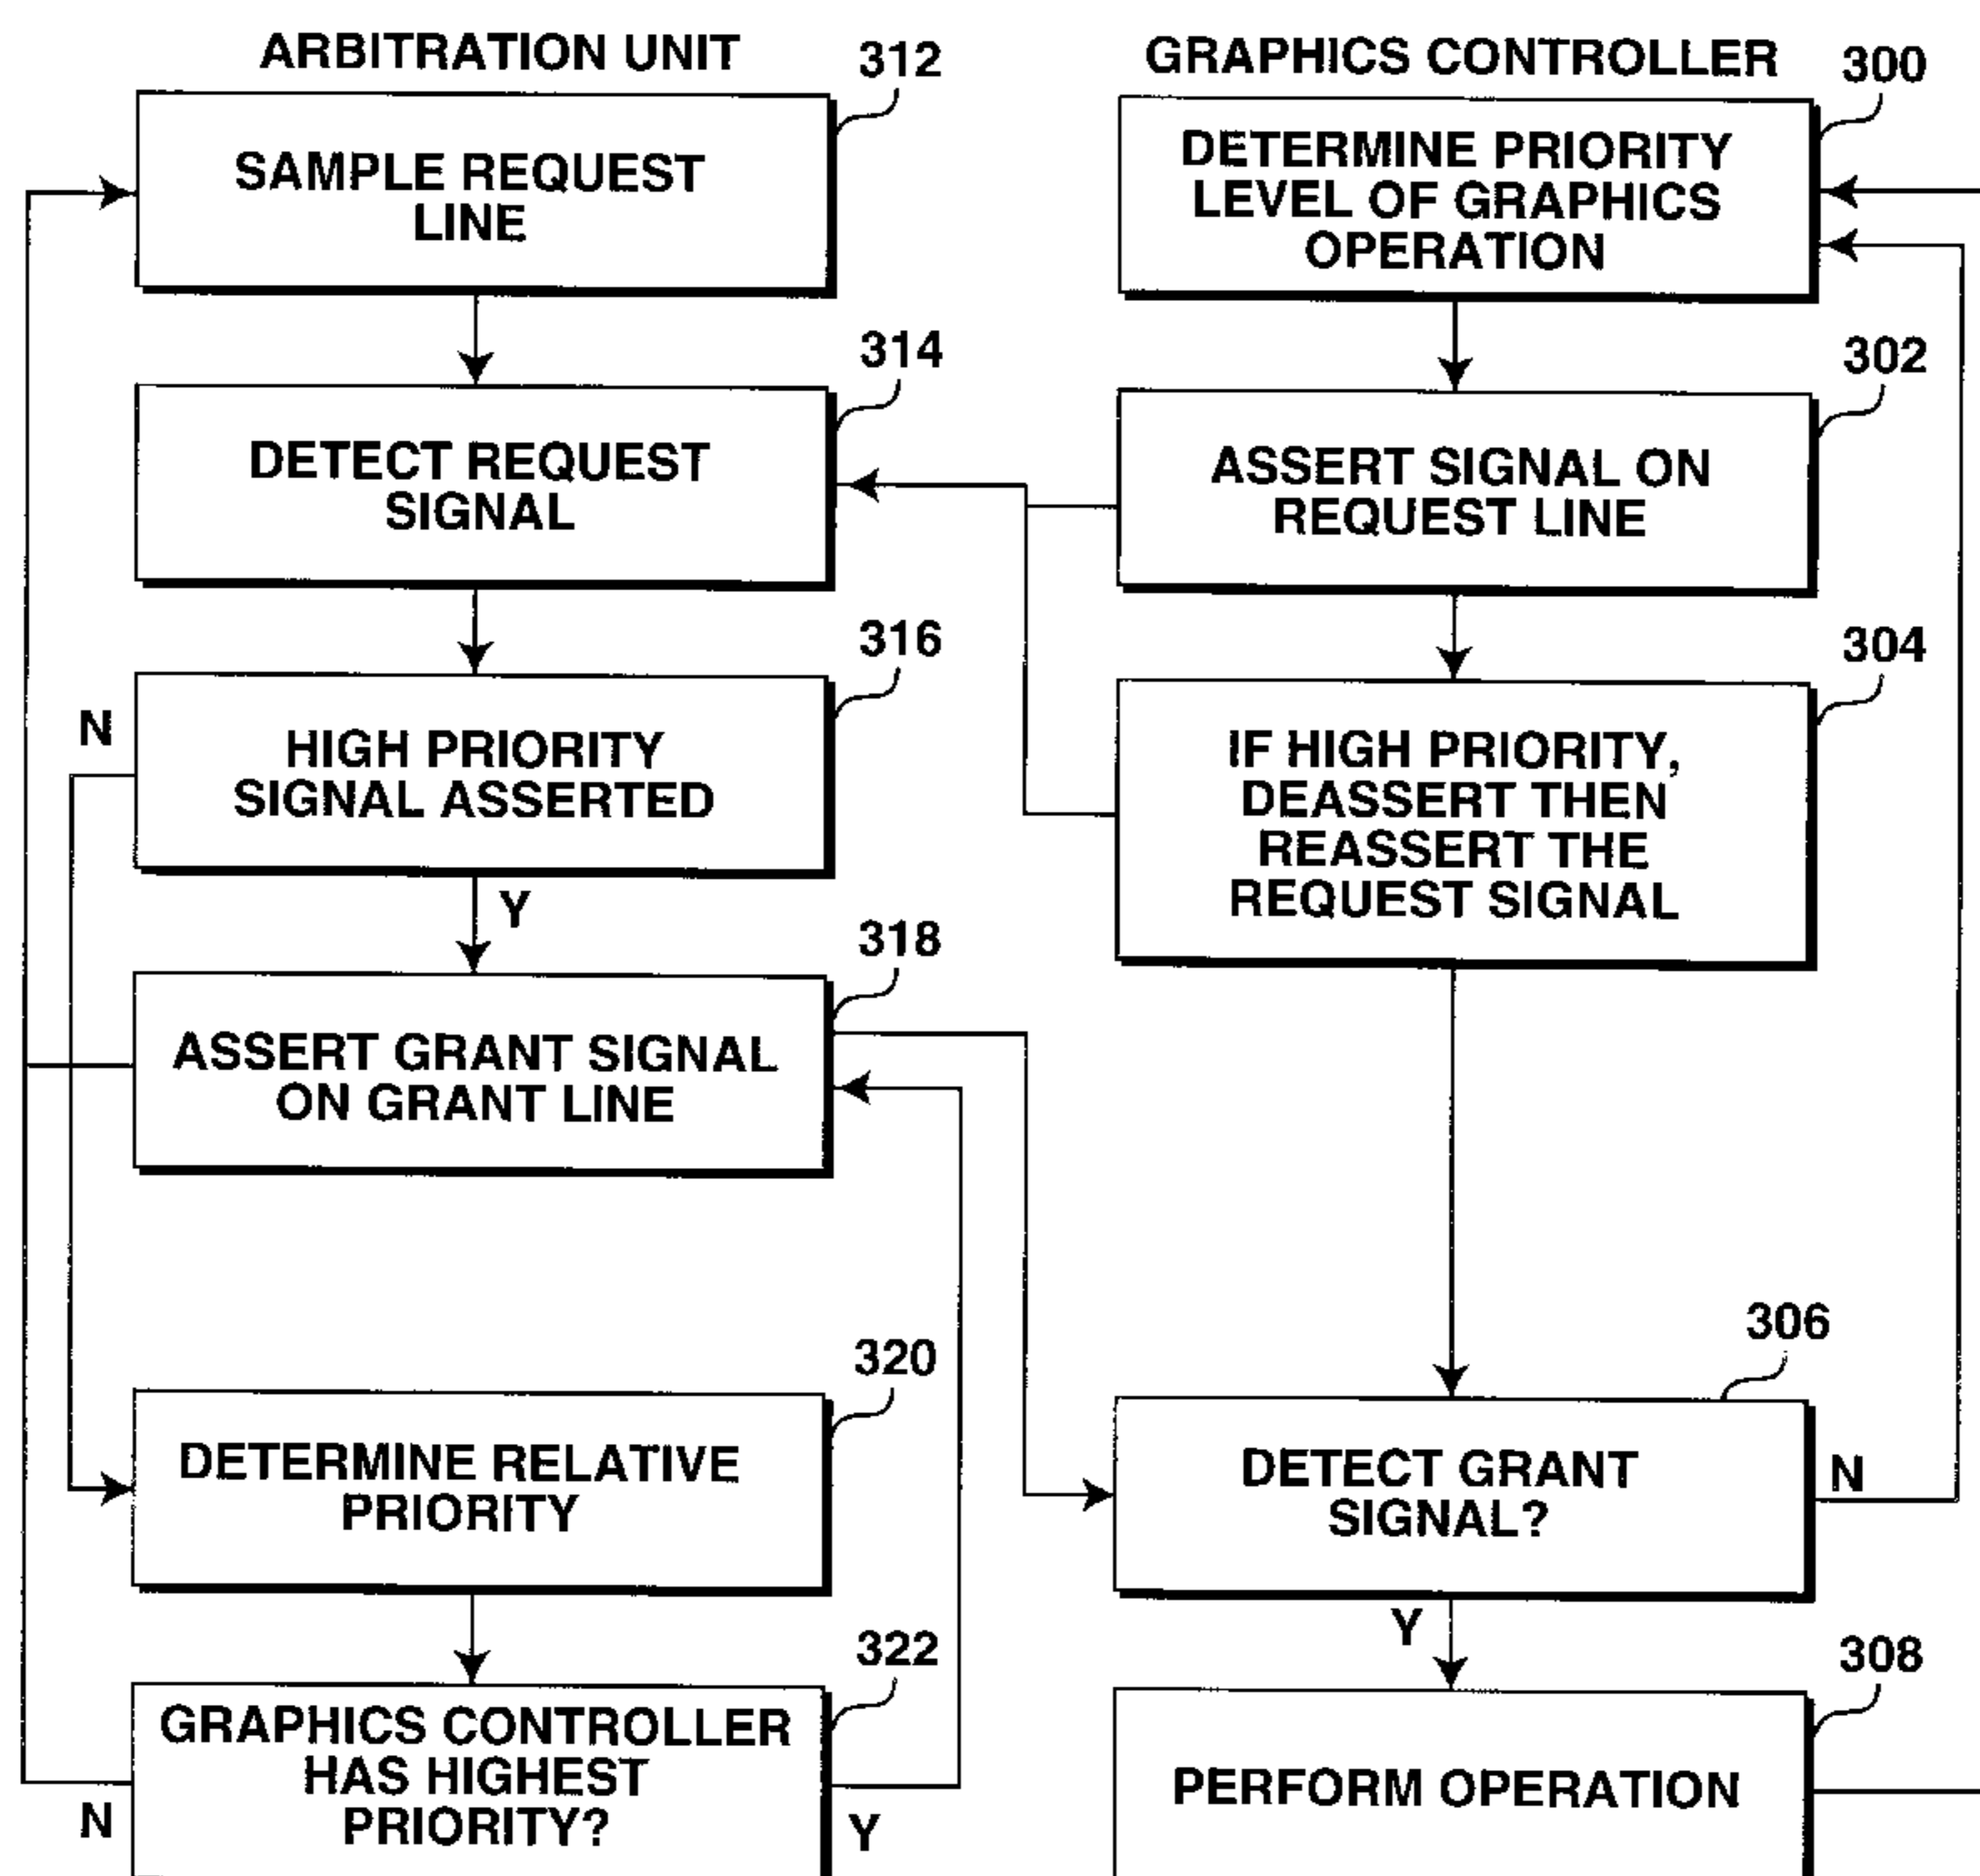 ARBITRATION UNIT
312
SAMPLE REQUEST
LINE
314
DETECT REQUEST
SIGNAL
316
N
HIGH PRIORITY
SIGNAL ASSERTED
Y
318
ASSERT GRANT SIGNAL
ON GRANT LINE
320
DETERMINE RELATIVE
PRIORITY
322
GRAPHICS CONTROLLER
HAS HIGHEST
PRIORITY?
N
Y
GRAPHICS CONTROLLER
300
DETERMINE PRIORITY
LEVEL OF GRAPHICS
OPERATION
302
ASSERT SIGNAL ON
REQUEST LINE
304
IF HIGH PRIORITY,
DEASSERT THEN
REASSERT THE
REQUEST SIGNAL
306
DETECT GRANT
SIGNAL?
N
Y
308
PERFORM OPERATION